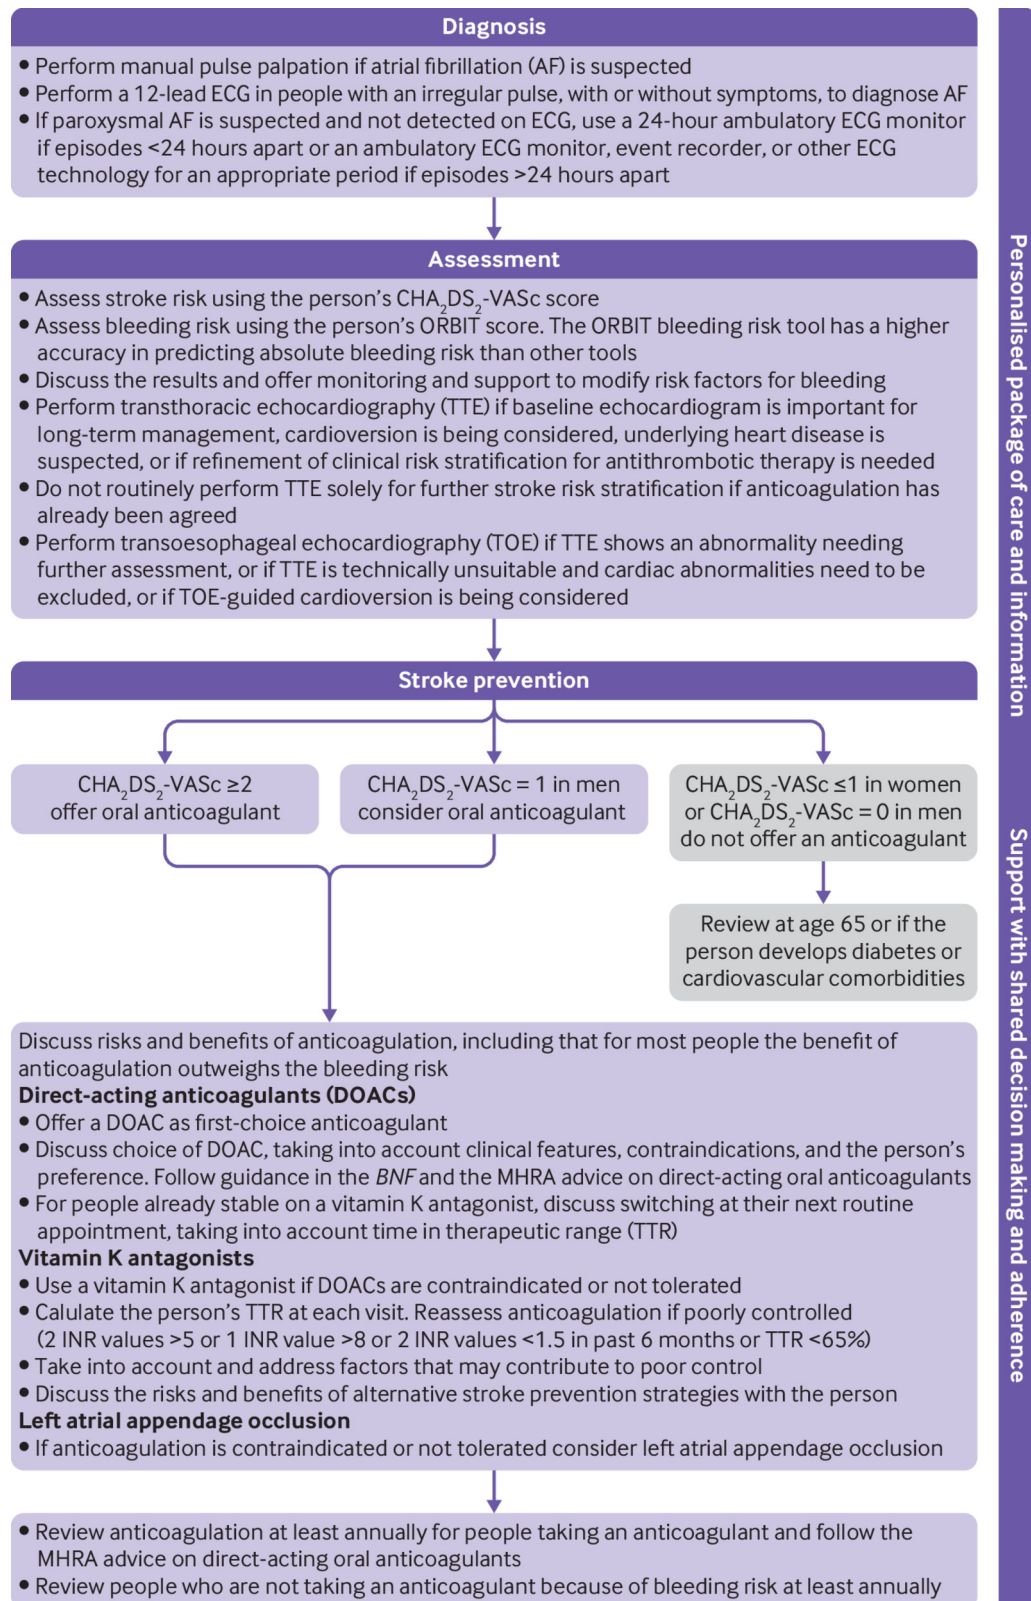 Diagnosis
• Perform manual pulse palpation if atrial fibrillation (AF) is suspected
• Perform a 12-lead ECG in people with an irregular pulse, with or without symptoms, to diagnose AF
• If paroxysmal AF is suspected and not detected on ECG, use a 24-hour ambulatory ECG monitor
if episodes <24 hours apart or an ambulatory ECG monitor, event recorder, or other ECG
technology for an appropriate period if episodes >24 hours apart
Assessment
• Assess stroke risk using the person's CHA₂DS₂-VASc score
• Assess bleeding risk using the person's ORBIT score. The ORBIT bleeding risk tool has a higher
accuracy in predicting absolute bleeding risk than other tools
• Discuss the results and offer monitoring and support to modify risk factors for bleeding
• Perform transthoracic echocardiography (TTE) if baseline echocardiogram is important for
long-term management, cardioversion is being considered, underlying heart disease is
suspected, or if refinement of clinical risk stratification for antithrombotic therapy is needed
• Do not routinely perform TTE solely for further stroke risk stratification if anticoagulation has
already been agreed
• Perform transoesophageal echocardiography (TOE) if TTE shows an abnormality needing
further assessment, or if TTE is technically unsuitable and cardiac abnormalities need to be
excluded, or if TOE-guided cardioversion is being considered
Stroke prevention
CHA₂DS₂-VASc ≥2
offer oral anticoagulant
CHA₂DS₂-VASc = 1 in men
consider oral anticoagulant
CHA₂DS₂-VASc ≤1 in women
or CHA₂DS₂-VASc = 0 in men
do not offer an anticoagulant
Review at age 65 or if the
person develops diabetes or
cardiovascular comorbidities
Discuss risks and benefits of anticoagulation, including that for most people the benefit of
anticoagulation outweighs the bleeding risk
Direct-acting anticoagulants (DOACs)
• Offer a DOAC as first-choice anticoagulant
• Discuss choice of DOAC, taking into account clinical features, contraindications, and the person's
preference. Follow guidance in the BNF and the MHRA advice on direct-acting oral anticoagulants
• For people already stable on a vitamin K antagonist, discuss switching at their next routine
appointment, taking into account time in therapeutic range (TTR)
Vitamin K antagonists
• Use a vitamin K antagonist if DOACs are contraindicated or not tolerated
• Calulate the person's TTR at each visit. Reassess anticoagulation if poorly controlled
(2 INR values >5 or 1 INR value >8 or 2 INR values <1.5 in past 6 months or TTR <65%)
• Take into account and address factors that may contribute to poor control
• Discuss the risks and benefits of alternative stroke prevention strategies with the person
Left atrial appendage occlusion
• If anticoagulation is contraindicated or not tolerated consider left atrial appendage occlusion
• Review anticoagulation at least annually for people taking an anticoagulant and follow the
MHRA advice on direct-acting oral anticoagulants
• Review people who are not taking an anticoagulant because of bleeding risk at least annually
Personalised package of care and information
Support with shared decision making and adherence